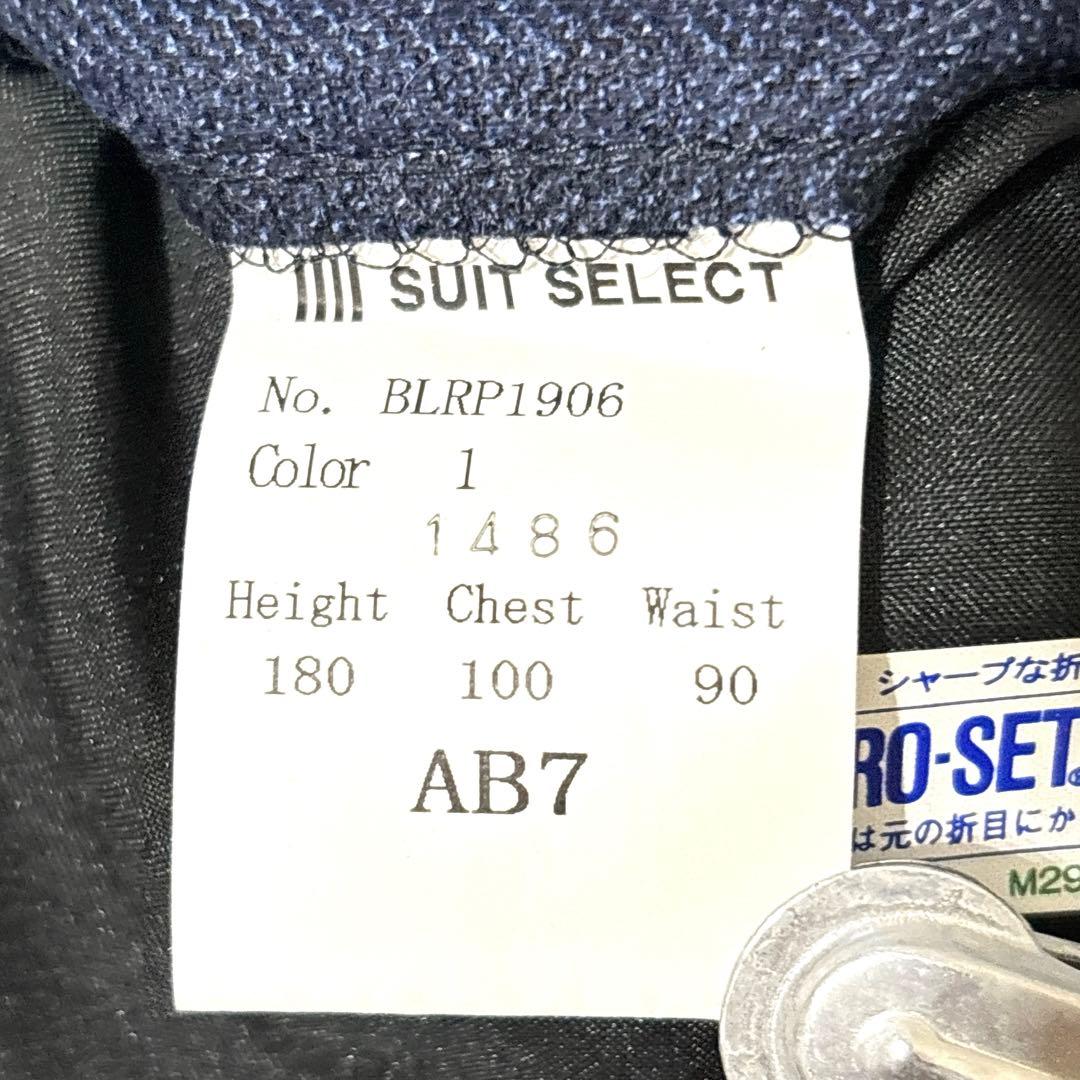 SUIT SELECT
No. BLRP1906
Color 1
1486
Height Chest Waist
180 100 90
AB7
シャープな折
RO-SET®
は元の折目にか
M29